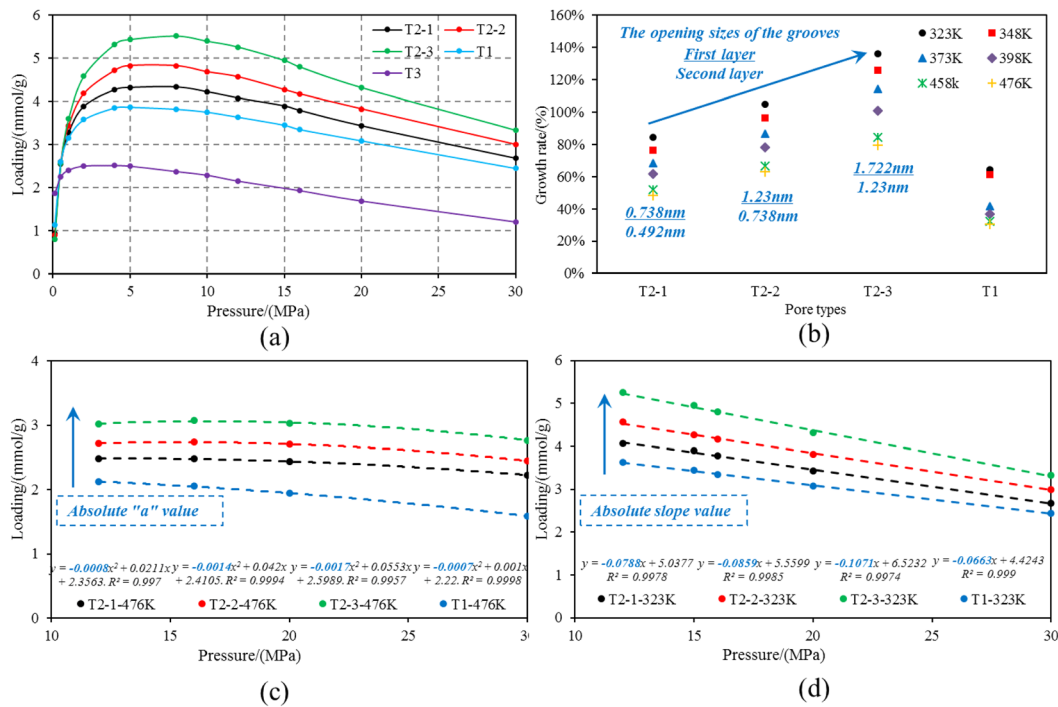 6
5
4
3
2
1
0
Loading/(mmol/g)
T2-1
T2-2
T2-3
T1
T3
0
5
10
15
20
25
30
Pressure/(MPa)
(a)
160%
140%
120%
100%
80%
60%
40%
20%
0%
Growth rate/(%)
The opening sizes of the grooves
First layer
Second layer
323K
348K
373K
398K
458k
476K
0.738nm
0.492nm
1.23nm
0.738nm
1.722nm
1.23nm
T2-1
T2-2
T2-3
T1
Pore types
(b)
4
3
2
1
0
Loading/(mmol/g)
Absolute "a" value
y = -0.0008x² + 0.0211x
+ 2.3563. R² = 0.997
y = -0.0014x² + 0.042x
+ 2.4105. R² = 0.9994
y = -0.0017x² + 0.0553x
+ 2.5989. R² = 0.9957
y = -0.0007x² + 0.001x
+ 2.22. R² = 0.9998
T2-1-476K
T2-2-476K
T2-3-476K
T1-476K
10
15
20
25
30
Pressure/(MPa)
(c)
6
5
4
3
2
1
0
Loading/(mmol/g)
Absolute slope value
y = -0.0788x + 5.0377
R² = 0.9978
y = -0.0859x + 5.5599
R² = 0.9985
y = -0.1071x + 6.5232
R² = 0.9974
y = -0.0663x + 4.4243
R² = 0.999
T2-1-323K
T2-2-323K
T2-3-323K
T1-323K
10
15
20
25
30
Pressure/(MPa)
(d)